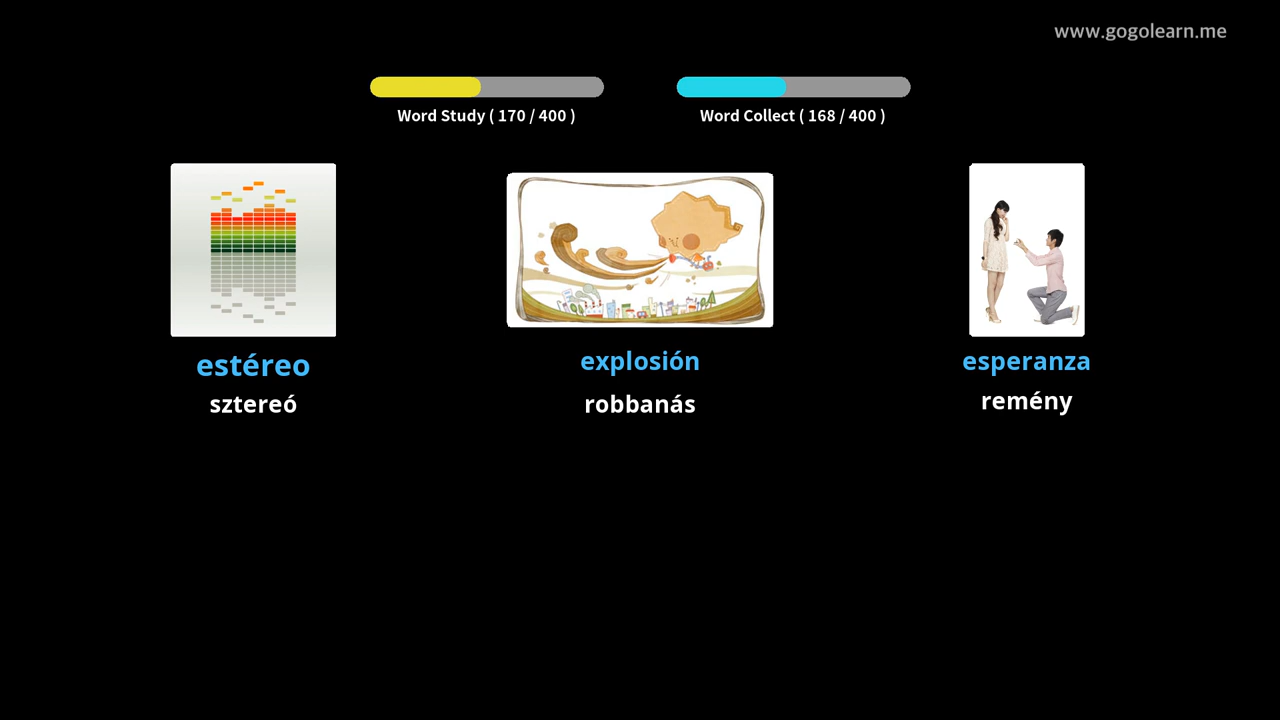 www.gogolearn.me
Word Study ( 170 / 400 )
Word Collect ( 168 / 400 )
estéreo
sztereó
explosión
robbanás
esperanza
remény